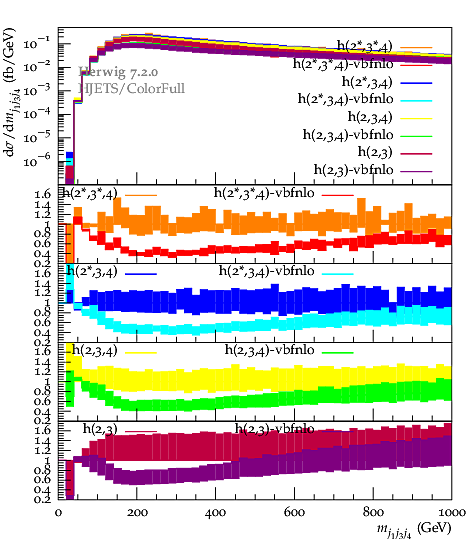 dσ/dm_{j₁j₃j₄} (fb/GeV)
10⁻¹
10⁻²
10⁻³
10⁻⁴
10⁻⁵
10⁻⁶
Herwig 7.2.0
HJETS/ColorFull
h(2*,3*,4)
h(2*,3*,4)-vbfnlo
h(2*,3,4)
h(2*,3,4)-vbfnlo
h(2,3,4)
h(2,3,4)-vbfnlo
h(2,3)
h(2,3)-vbfnlo
h(2*,3*,4) h(2*,3*,4)-vbfnlo
1.6
1.4
1.2
1
0.8
0.6
0.4
0.2
h(2*,3,4) h(2*,3,4)-vbfnlo
1.6
1.4
1.2
1
0.8
0.6
0.4
0.2
h(2,3,4) h(2,3,4)-vbfnlo
1.6
1.4
1.2
1
0.8
0.6
0.4
0.2
h(2,3) h(2,3)-vbfnlo
1.6
1.4
1.2
1
0.8
0.6
0.4
0.2
0 200 400 600 800 1000
m_{j₁j₃j₄} (GeV)